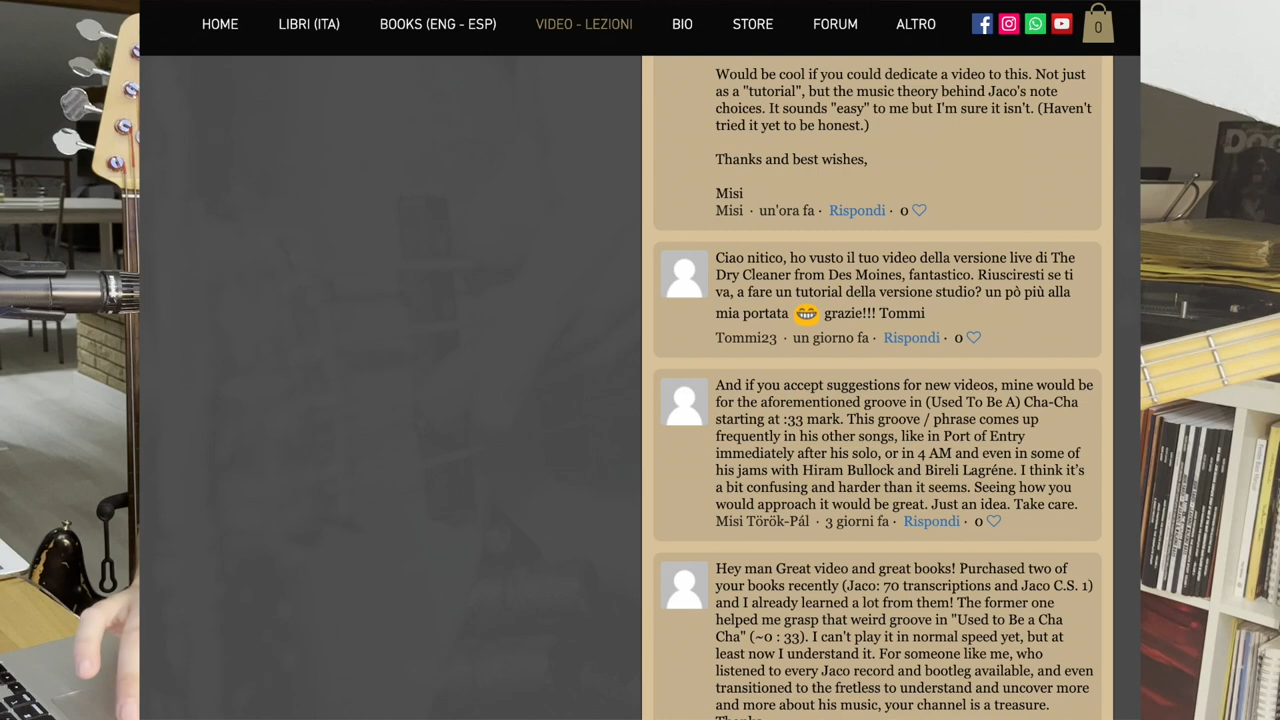 HOME LIBRI (ITA) BOOKS (ENG - ESP) VIDEO - LEZIONI BIO STORE FORUM ALTRO 0
Would be cool if you could dedicate a video to this. Not just
as a "tutorial", but the music theory behind Jaco's note
choices. It sounds "easy" to me but I'm sure it isn't. (Haven't
tried it yet to be honest.)
Thanks and best wishes,
Misi
Misi · un'ora fa · Rispondi · 0
Ciao nitico, ho vusto il tuo video della versione live di The
Dry Cleaner from Des Moines, fantastico. Riusciresti se ti
va, a fare un tutorial della versione studio? un pò più alla
mia portata 😁 grazie!!! Tommi
Tommi23 · un giorno fa · Rispondi · 0
And if you accept suggestions for new videos, mine would be
for the aforementioned groove in (Used To Be A) Cha-Cha
starting at :33 mark. This groove / phrase comes up
frequently in his other songs, like in Port of Entry
immediately after his solo, or in 4 AM and even in some of
his jams with Hiram Bullock and Bireli Lagréne. I think it's
a bit confusing and harder than it seems. Seeing how you
would approach it would be great. Just an idea. Take care.
Misi Török-Pál · 3 giorni fa · Rispondi · 0
Hey man Great video and great books! Purchased two of
your books recently (Jaco: 70 transcriptions and Jaco C.S. 1)
and I already learned a lot from them! The former one
helped me grasp that weird groove in "Used to Be a Cha
Cha" (~0 : 33). I can't play it in normal speed yet, but at
least now I understand it. For someone like me, who
listened to every Jaco record and bootleg available, and even
transitioned to the fretless to understand and uncover more
and more about his music, your channel is a treasure.